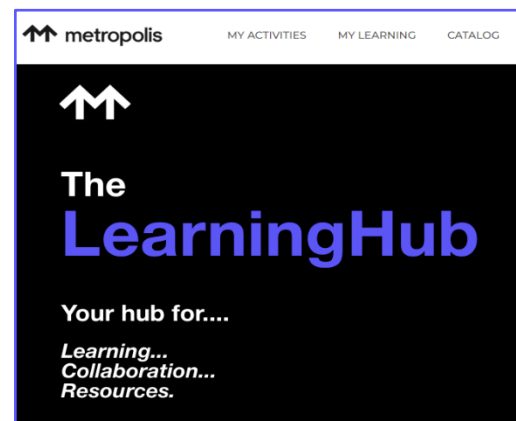 metropolis MY ACTIVITIES MY LEARNING CATALOG
The
LearningHub
Your hub for....
Learning...
Collaboration...
Resources.